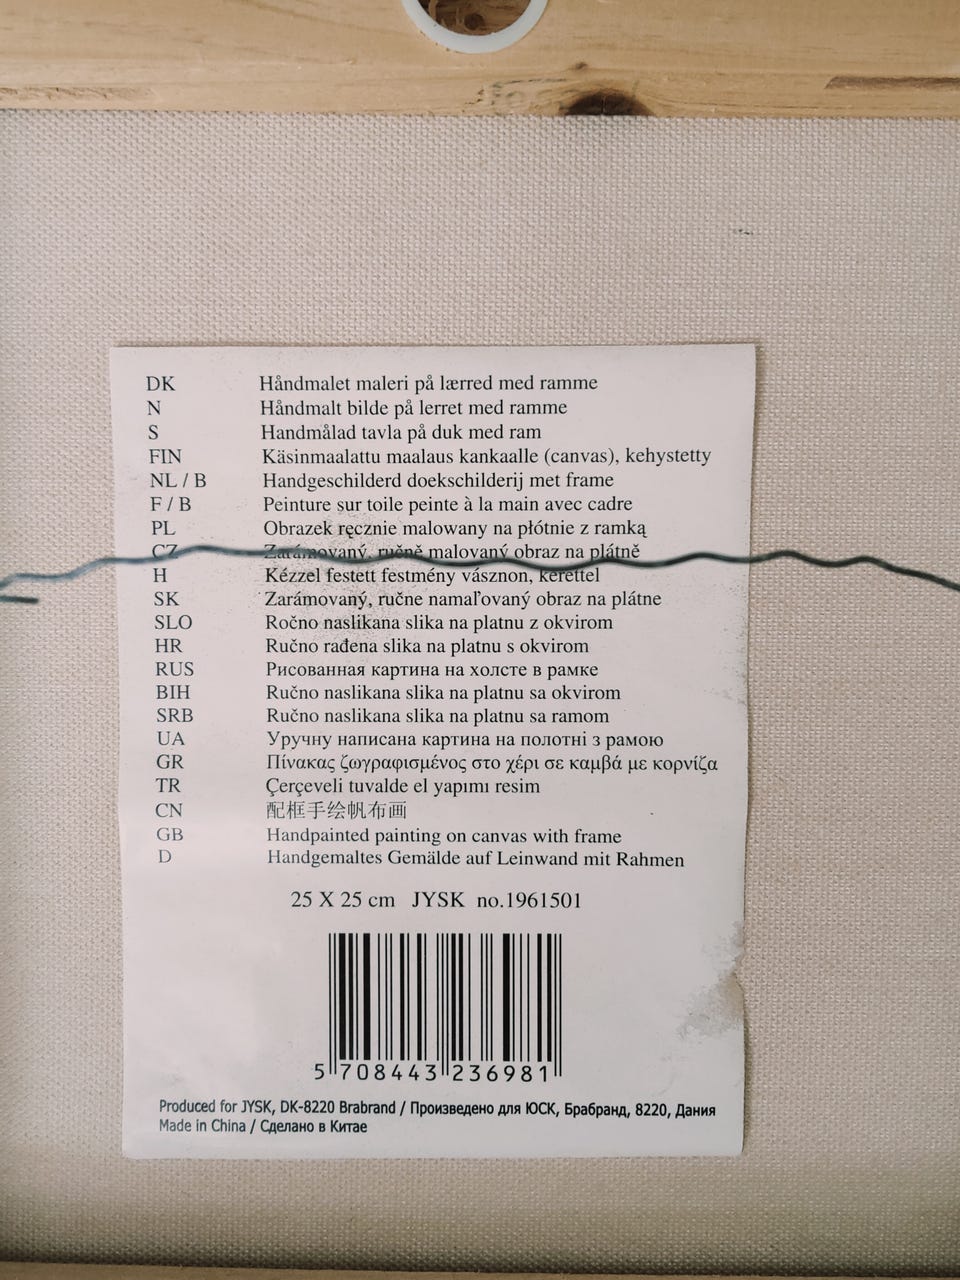 DK Håndmalet maleri på lærred med ramme
N Håndmalt bilde på lerret med ramme
S Handmålad tavla på duk med ram
FIN Käsinmaalattu maalaus kankaalle (canvas), kehystetty
NL / B Handgeschilderd doekschilderij met frame
F / B Peinture sur toile peinte à la main avec cadre
PL Obrazek ręcznie malowany na płótnie z ramką
CZ Zarámovaný, ručně malovaný obraz na plátně
H Kézzel festett festmény vásznon, kerettel
SK Zarámovaný, ručne namaľovaný obraz na plátne
SLO Ročno naslikana slika na platnu z okvirom
HR Ručno rađena slika na platnu s okvirom
RUS Рисованная картина на холсте в рамке
BIH Ručno naslikana slika na platnu sa okvirom
SRB Ručno naslikana slika na platnu sa ramom
UA Уручну написана картина на полотні з рамою
GR Πίνακας ζωγραφισμένος στο χέρι σε καμβά με κορνίζα
TR Çerçeveli tuvalde el yapımı resim
CN 配框手绘帆布画
GB Handpainted painting on canvas with frame
D Handgemaltes Gemälde auf Leinwand mit Rahmen
25 X 25 cm JYSK no.1961501
5 708443 236981
Produced for JYSK, DK-8220 Brabrand / Произведено для ЮСК, Брабранд, 8220, Дания
Made in China / Сделано в Китае